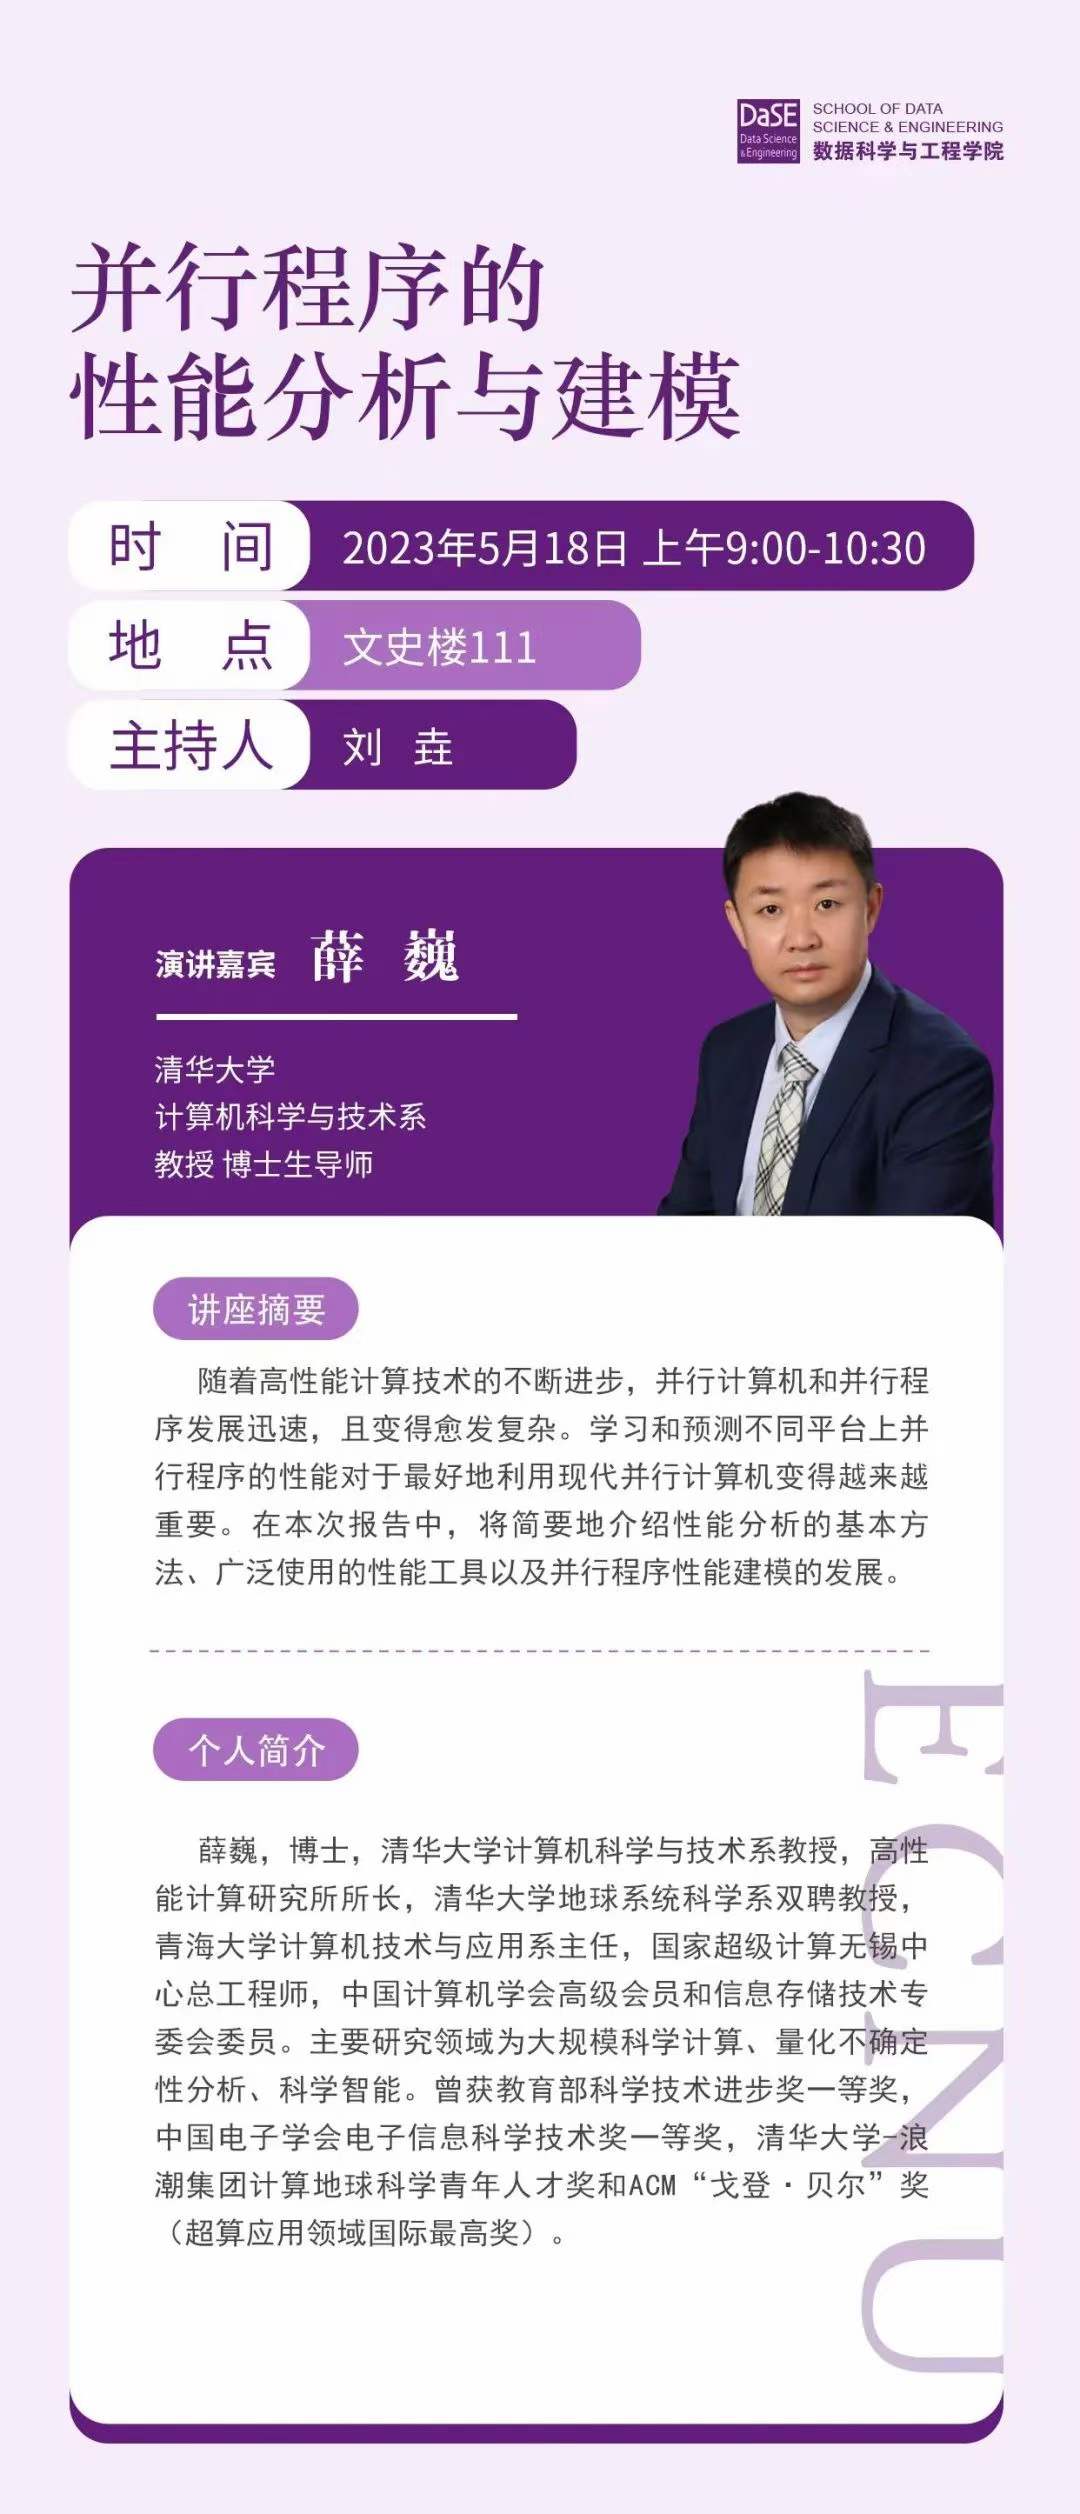 DaSE
Data Science
& Engineering
SCHOOL OF DATA
SCIENCE & ENGINEERING
数据科学与工程学院
并行程序的
性能分析与建模
时 间 2023年5月18日 上午9:00-10:30
地 点 文史楼111
主持人 刘 垚
演讲嘉宾 薛 巍
清华大学
计算机科学与技术系
教授 博士生导师
讲座摘要
随着高性能计算技术的不断进步，并行计算机和并行程
序发展迅速，且变得愈发复杂。学习和预测不同平台上并
行程序的性能对于最好地利用现代并行计算机变得越来越
重要。在本次报告中，将简要地介绍性能分析的基本方
法、广泛使用的性能工具以及并行程序性能建模的发展。
个人简介
薛巍，博士，清华大学计算机科学与技术系教授，高性
能计算研究所所长，清华大学地球系统科学系双聘教授，
青海大学计算机技术与应用系主任，国家超级计算无锡中
心总工程师，中国计算机学会高级会员和信息存储技术专
委会委员。主要研究领域为大规模科学计算、量化不确定
性分析、科学智能。曾获教育部科学技术进步奖一等奖，
中国电子学会电子信息科学技术奖一等奖，清华大学-浪
潮集团计算地球科学青年人才奖和ACM“戈登·贝尔”奖
（超算应用领域国际最高奖）。
ECNU